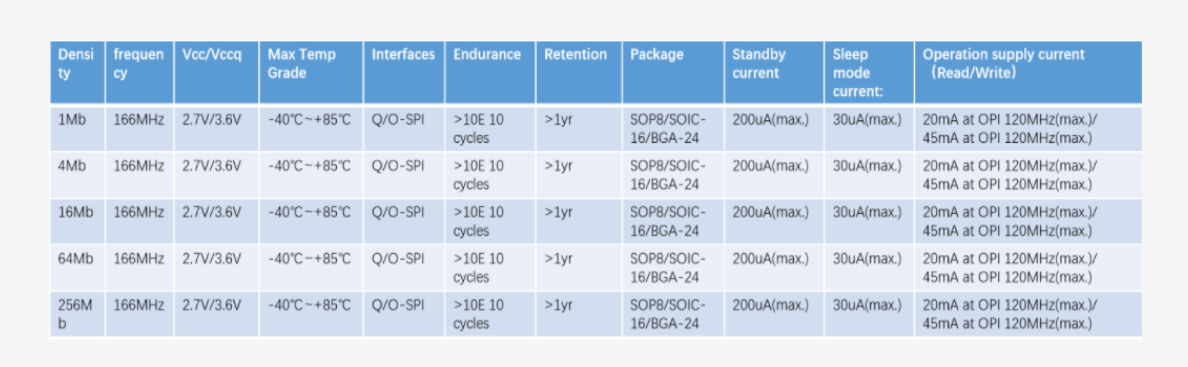 Density frequency Vcc/Vccq Max Temp Grade Interfaces Endurance Retention Package Standby current Sleep mode current: Operation supply current (Read/Write)
1Mb 166MHz 2.7V/3.6V -40℃~+85℃ Q/O-SPI >10E 10 cycles >1yr SOP8/SOIC-16/BGA-24 200uA(max.) 30uA(max.) 20mA at OPI 120MHz(max.)/ 45mA at OPI 120MHz(max.)
4Mb 166MHz 2.7V/3.6V -40℃~+85℃ Q/O-SPI >10E 10 cycles >1yr SOP8/SOIC-16/BGA-24 200uA(max.) 30uA(max.) 20mA at OPI 120MHz(max.)/ 45mA at OPI 120MHz(max.)
16Mb 166MHz 2.7V/3.6V -40℃~+85℃ Q/O-SPI >10E 10 cycles >1yr SOP8/SOIC-16/BGA-24 200uA(max.) 30uA(max.) 20mA at OPI 120MHz(max.)/ 45mA at OPI 120MHz(max.)
64Mb 166MHz 2.7V/3.6V -40℃~+85℃ Q/O-SPI >10E 10 cycles >1yr SOP8/SOIC-16/BGA-24 200uA(max.) 30uA(max.) 20mA at OPI 120MHz(max.)/ 45mA at OPI 120MHz(max.)
256Mb 166MHz 2.7V/3.6V -40℃~+85℃ Q/O-SPI >10E 10 cycles >1yr SOP8/SOIC-16/BGA-24 200uA(max.) 30uA(max.) 20mA at OPI 120MHz(max.)/ 45mA at OPI 120MHz(max.)